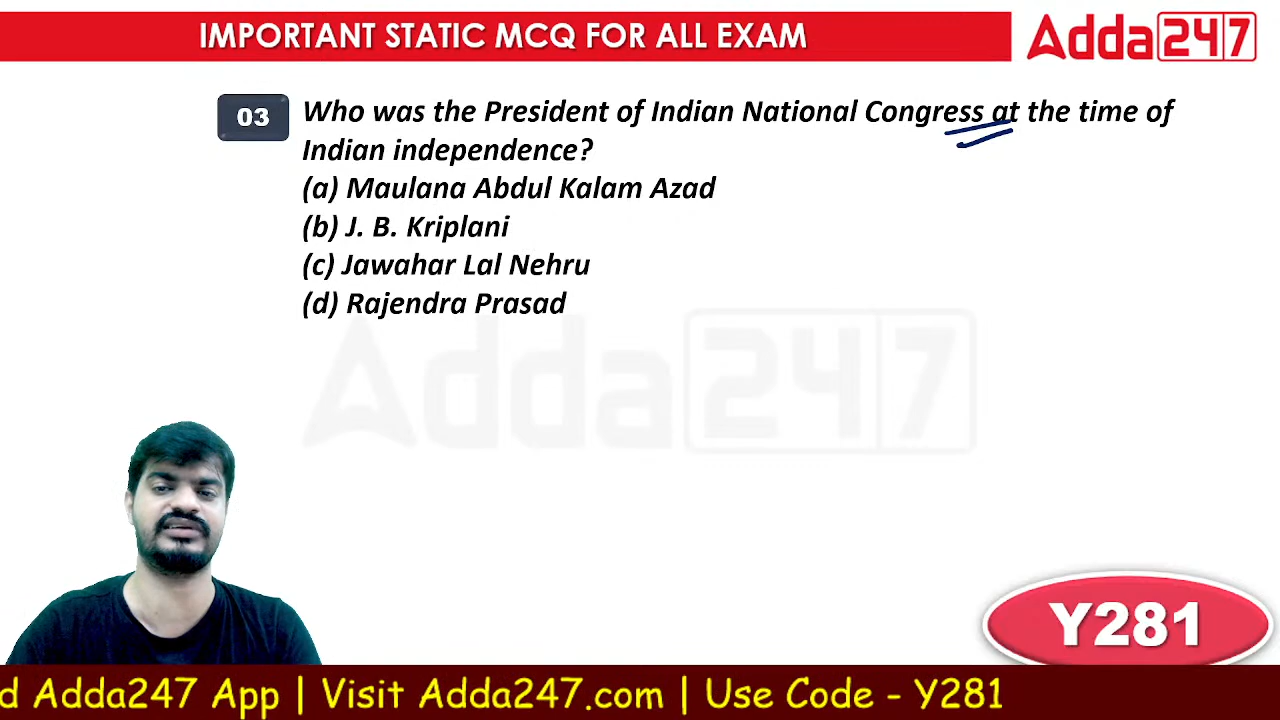 IMPORTANT STATIC MCQ FOR ALL EXAM
Adda247
03
Who was the President of Indian National Congress at the time of
Indian independence?
(a) Maulana Abdul Kalam Azad
(b) J. B. Kriplani
(c) Jawahar Lal Nehru
(d) Rajendra Prasad
Adda247
Y281
d Adda247 App | Visit Adda247.com | Use Code - Y281